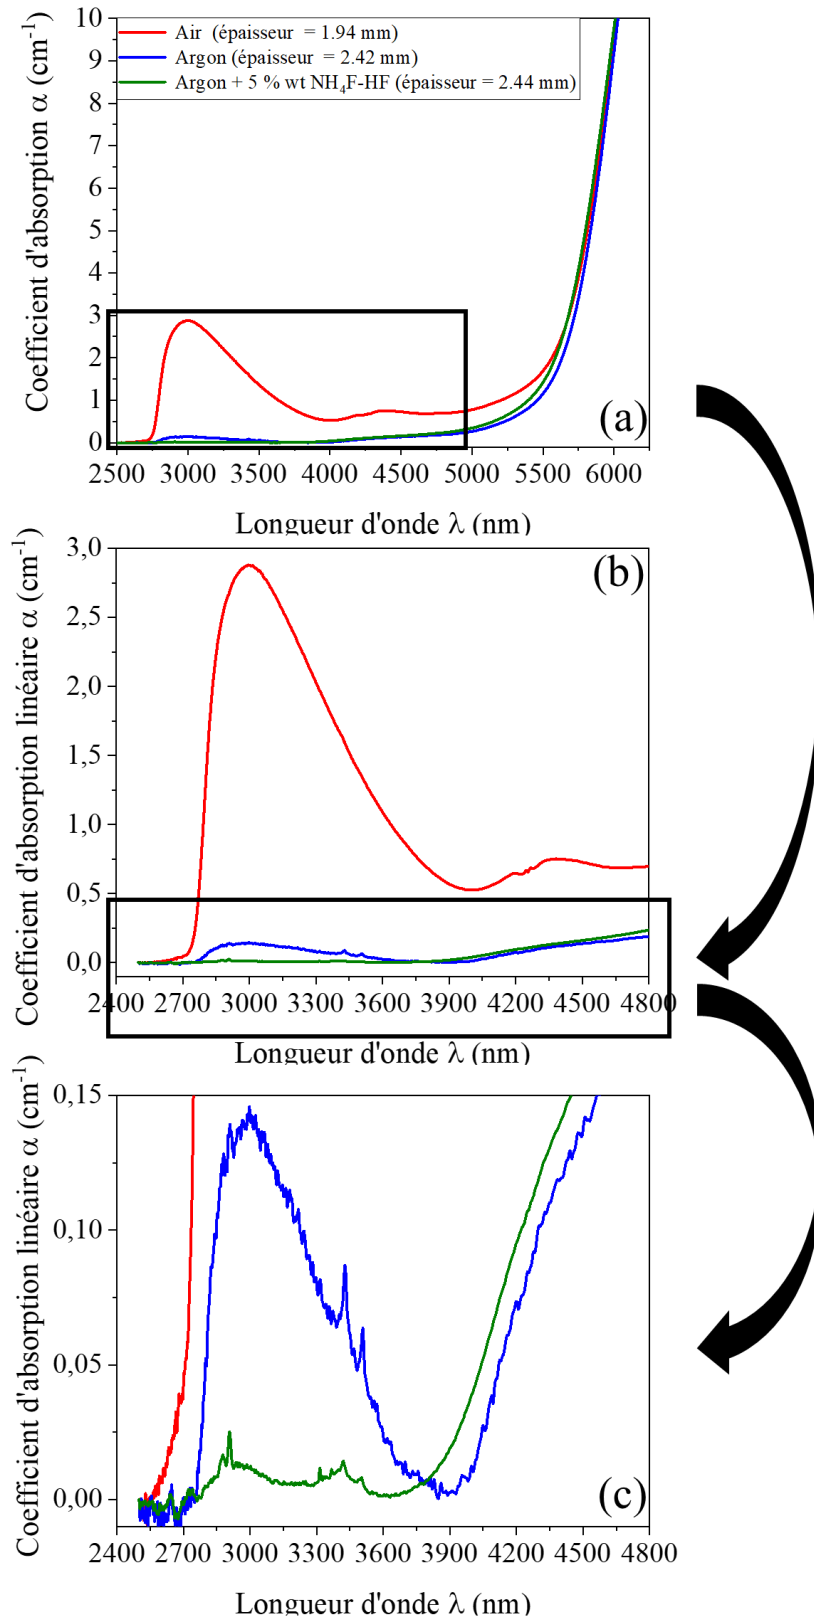 Coefficient d'absorption α (cm⁻¹)
10
9
8
7
6
5
4
3
2
1
0
Air (épaisseur = 1.94 mm)
Argon (épaisseur = 2.42 mm)
Argon + 5 % wt NH₄F-HF (épaisseur = 2.44 mm)
(a)
2500 3000 3500 4000 4500 5000 5500 6000
Longueur d'onde λ (nm)
Coefficient d'absorption linéaire α (cm⁻¹)
3,0
2,5
2,0
1,5
1,0
0,5
0,0
(b)
2400 2700 3000 3300 3600 3900 4200 4500 4800
Longueur d'onde λ (nm)
Coefficient d'absorption linéaire α (cm⁻¹)
0,15
0,10
0,05
0,00
(c)
2400 2700 3000 3300 3600 3900 4200 4500 4800
Longueur d'onde λ (nm)